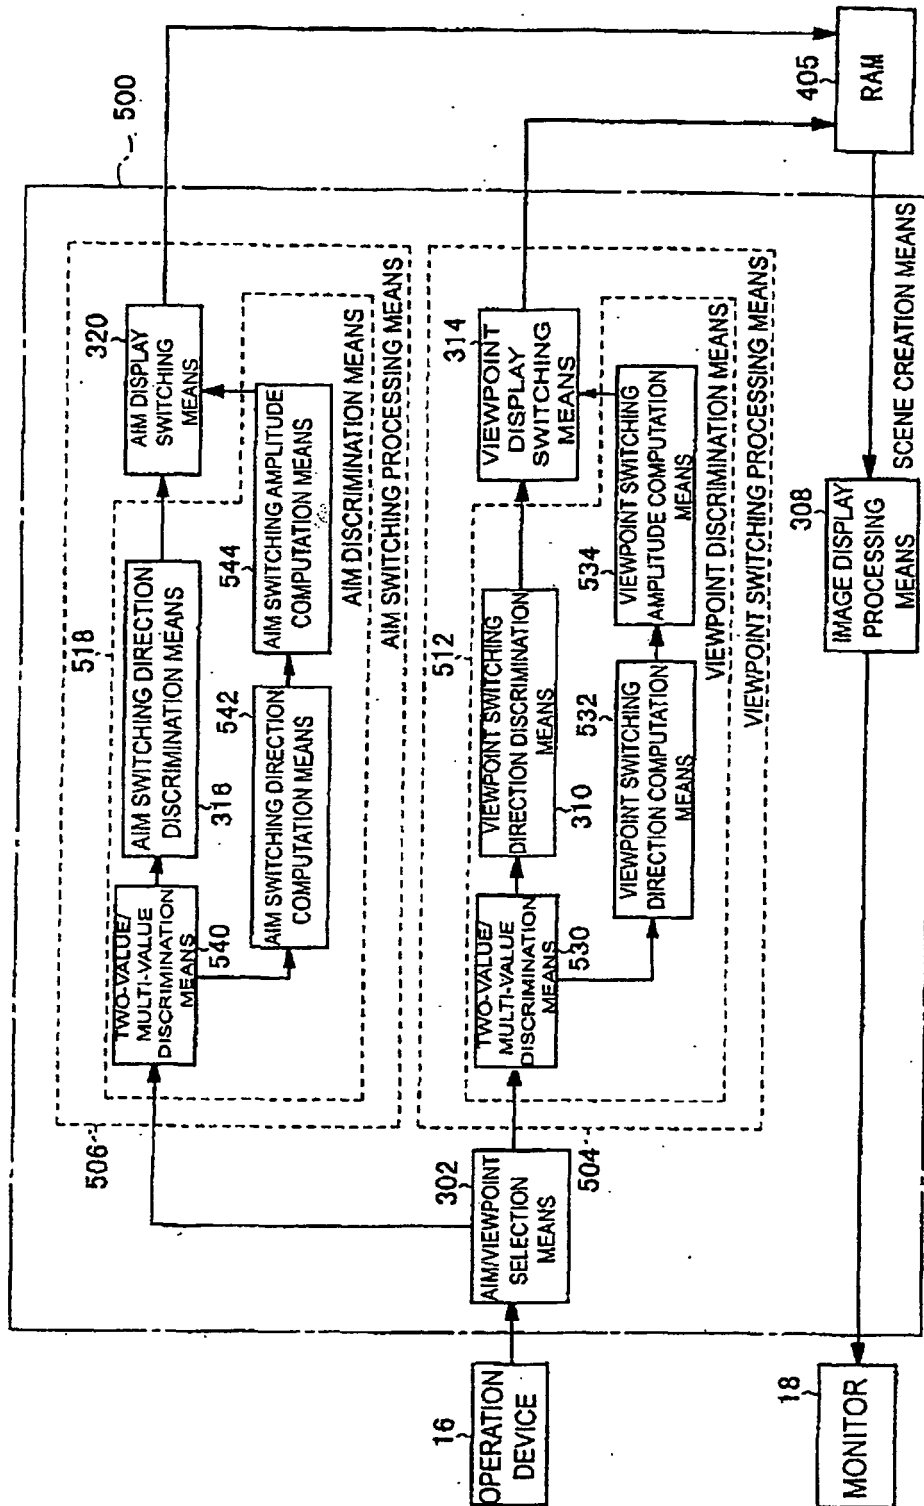 500
506
518
TWO-VALUE/
MULTI-VALUE
DISCRIMINATION
MEANS
540
AIM SWITCHING DIRECTION
DISCRIMINATION MEANS
318
AIM DISPLAY
SWITCHING
MEANS
320
542
AIM SWITCH DIRECTION
COMPUTATION MEANS
544
AIM SWITCHING AMPLITUDE
COMPUTATION MEANS
AIM DISCRIMINATION MEANS
AIM SWITCHING PROCESSING MEANS
16
OPERATION
DEVICE
302
AIM/VIEWPOINT
SELECTION
MEANS
504
512
TWO-VALUE/
MULTI-VALUE
DISCRIMINATION
MEANS
530
VIEWPOINT SWITCHING
DIRECTION DISCRIMINATION
MEANS
310
314
VIEWPOINT
DISPLAY
SWITCHING
MEANS
532
VIEWPOINT SWITCH
DIRECTION COMPUTATION
MEANS
534
VIEWPOINT SWITCHING
AMPLITUDE COMPUTATION
MEANS
VIEWPOINT DISCRIMINATION MEANS
VIEWPOINT SWITCHING PROCESSING MEANS
405
RAM
18
MONITOR
308
IMAGE DISPLAY
PROCESSING
MEANS
SCENE CREATION MEANS